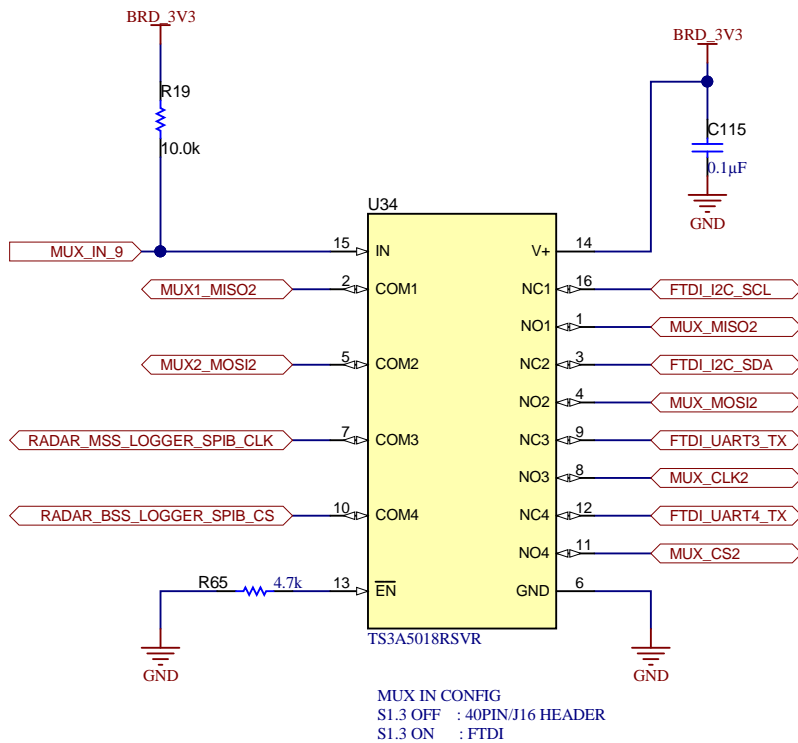 BRD_3V3
BRD_3V3
R19
10.0k
C115
0.1µF
GND
U34
MUX_IN_9 15 IN V+ 14
MUX1_MISO2 2 COM1 NC1 16 FTDI_I2C_SCL
NO1 1 MUX_MISO2
MUX2_MOSI2 5 COM2 NC2 3 FTDI_I2C_SDA
NO2 4 MUX_MOSI2
RADAR_MSS_LOGGER_SPIB_CLK 7 COM3 NC3 9 FTDI_UART3_TX
NO3 8 MUX_CLK2
RADAR_BSS_LOGGER_SPIB_CS 10 COM4 NC4 12 FTDI_UART4_TX
NO4 11 MUX_CS2
R65 4.7k 13 EN GND 6
TS3A5018RSVR
GND
GND
MUX IN CONFIG
S1.3 OFF : 40PIN/J16 HEADER
S1.3 ON : FTDI